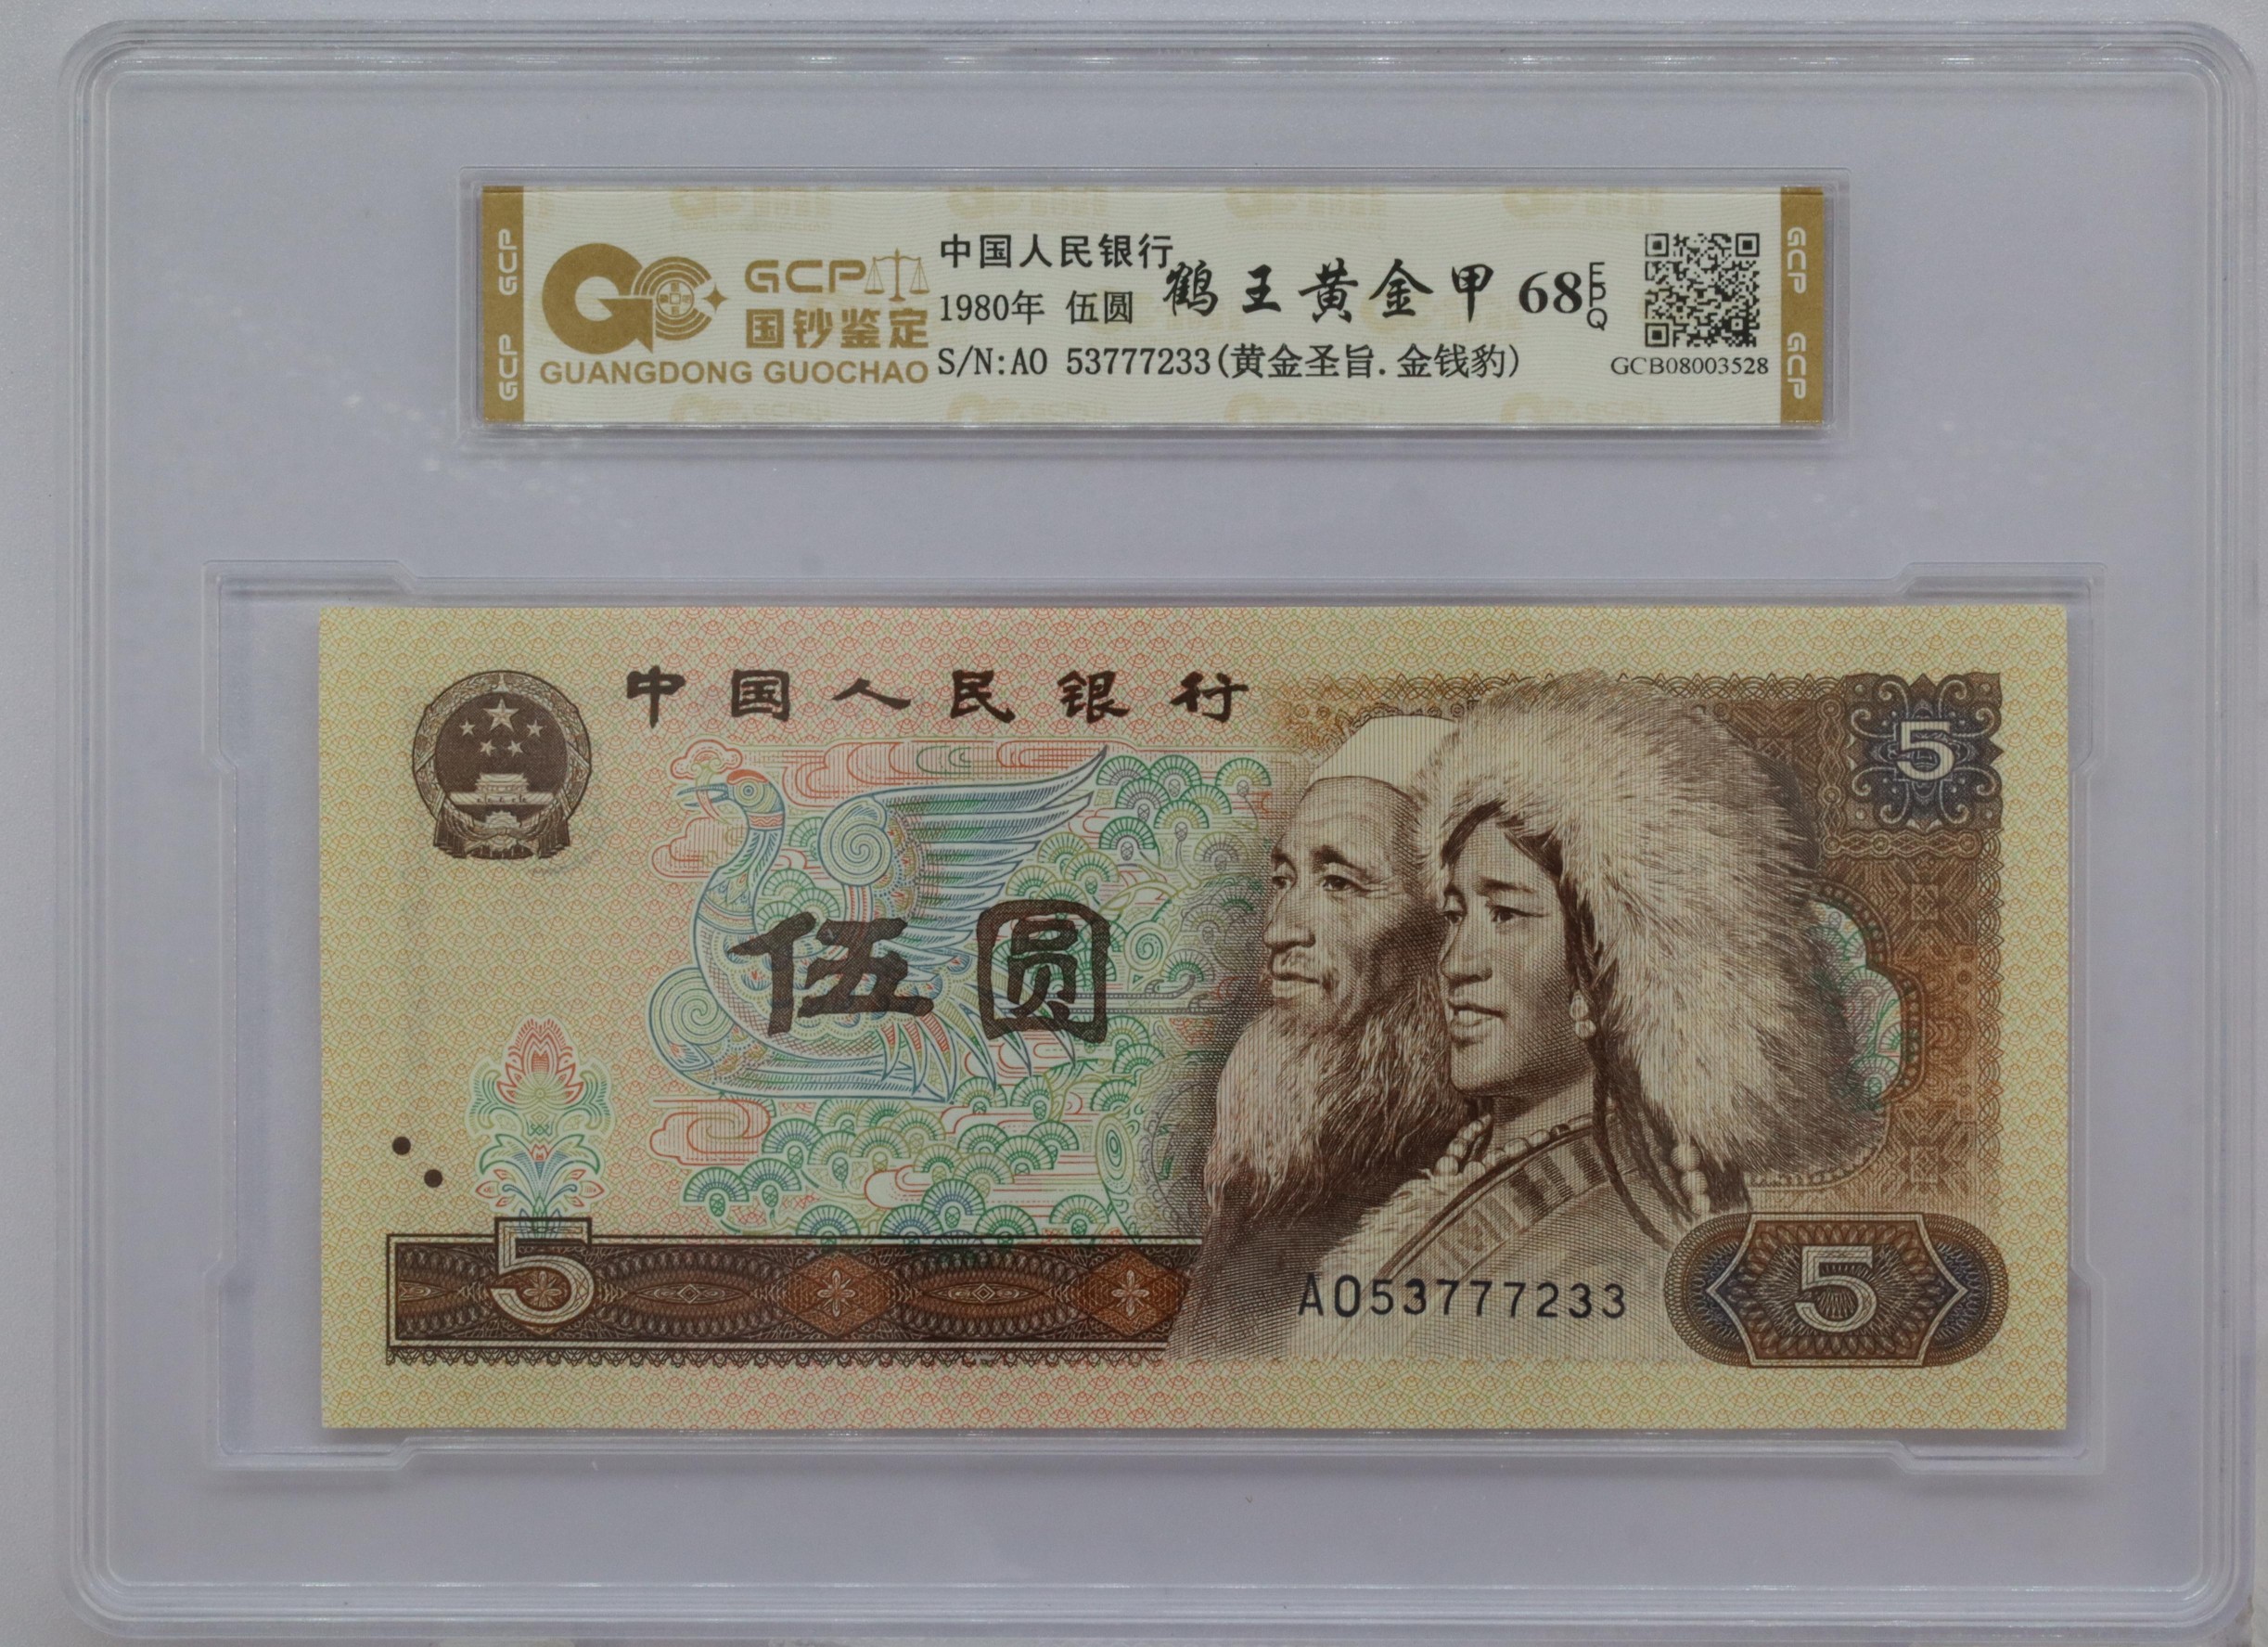 GCP GCP
GCP
国钞鉴定
GUANGDONG GUOCHAO
中国人民银行
1980年 伍圆
鹤王黄金甲 68 EPQ
S/N:AO 53777233(黄金圣旨.金钱豹)
GCB08003528
GCP GCP
中国人民银行
5
伍圆
5
AO53777233
5